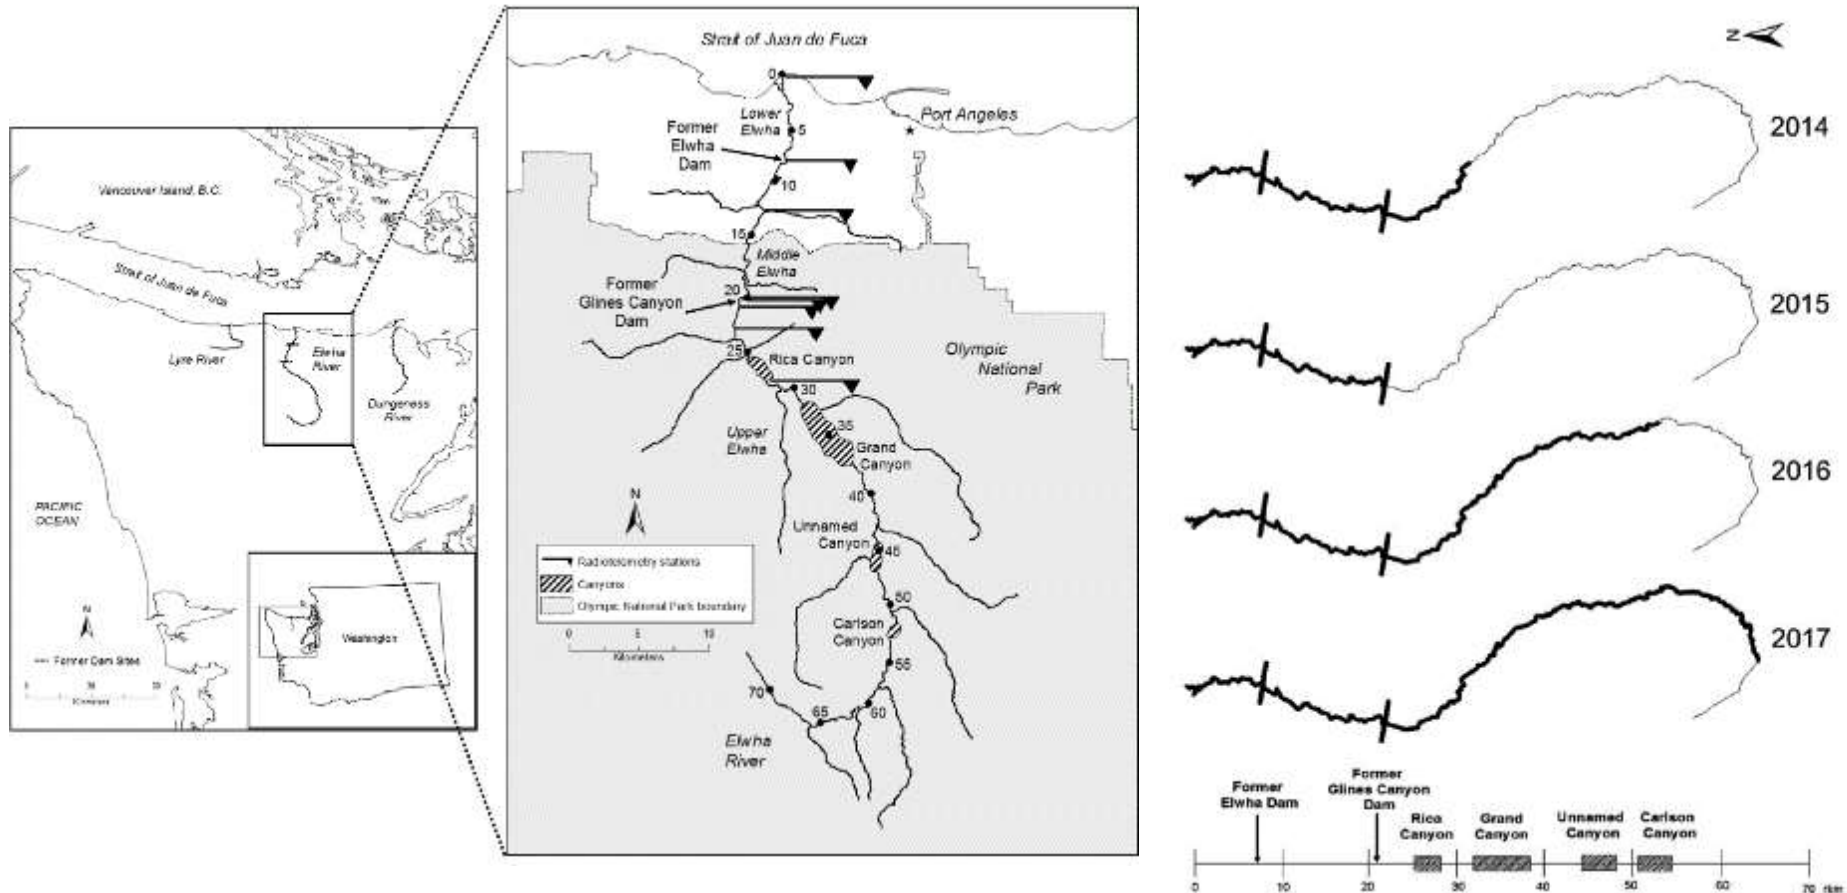 Vancouver Island, B.C.
Strait of Juan de Fuca
Lyre River
Elwha
River
Dungeness
River
PACIFIC
OCEAN
N
Former Dam Sites
0
Washington
Strait of Juan de Fuca
0
Lower
Elwha
5
Port Angeles
Former
Elwha
Dam
10
15
Middle
Elwha
20
Former
Glines Canyon
Dam
25
Rica Canyon
Olympic
National
Park
30
35
Upper
Elwha
Grand
Canyon
40
N
Unnamed
Canyon
45
Radiotelemetry stations
Canyons
Olympic National Park boundary
0 5 10
Kilometers
50
Carlson
Canyon
55
70
65
60
Elwha
River
N
2014
2015
2016
2017
Former
Elwha Dam
Former
Glines Canyon
Dam
Rica
Canyon
Grand
Canyon
Unnamed
Canyon
Carlson
Canyon
0 10 20 30 40 50 60 70 rkm